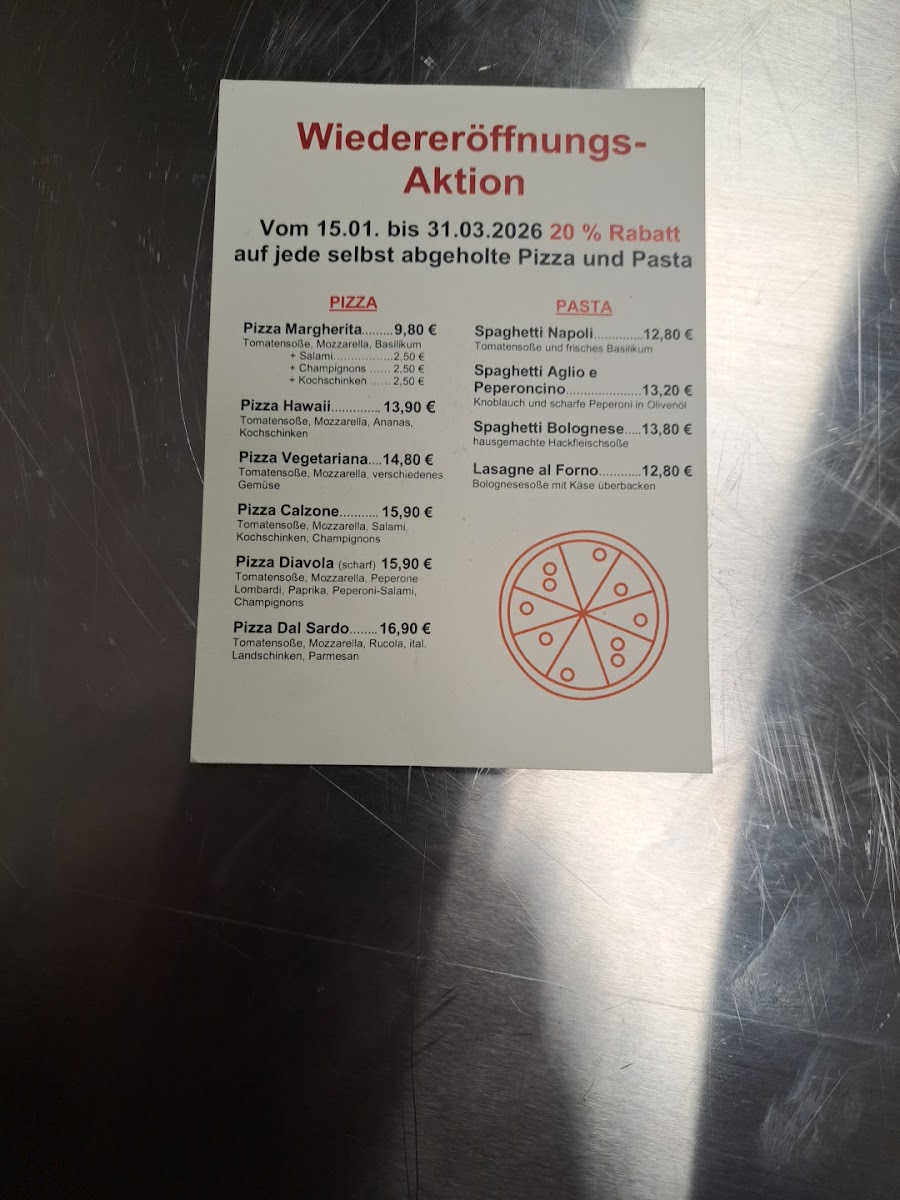 Wiedereröffnungs-
Aktion
Vom 15.01. bis 31.03.2026 20 % Rabatt
auf jede selbst abgeholte Pizza und Pasta
PIZZA
Pizza Margherita.........9,80 €
Tomatensoße, Mozzarella, Basilikum
+ Salami....................2,50 €
+ Champignons ...... 2,50 €
+ Kochschinken ...... 2,50 €
Pizza Hawaii.............. 13,90 €
Tomatensoße, Mozzarella, Ananas,
Kochschinken
Pizza Vegetariana....14,80 €
Tomatensoße, Mozzarella, verschiedenes
Gemüse
Pizza Calzone........... 15,90 €
Tomatensoße, Mozzarella, Salami,
Kochschinken, Champignons
Pizza Diavola (scharf) 15,90 €
Tomatensoße, Mozzarella, Peperone
Lombardi, Paprika, Peperoni-Salami,
Champignons
Pizza Dal Sardo........ 16,90 €
Tomatensoße, Mozzarella, Rucola, ital.
Landschinken, Parmesan
PASTA
Spaghetti Napoli..............12,80 €
Tomatensoße und frisches Basilikum
Spaghetti Aglio e
Peperoncino......................13,20 €
Knoblauch und scharfe Peperoni in Olivenöl
Spaghetti Bolognese.....13,80 €
hausgemachte Hackfleischsoße
Lasagne al Forno............12,80 €
Bolognesesoße mit Käse überbacken